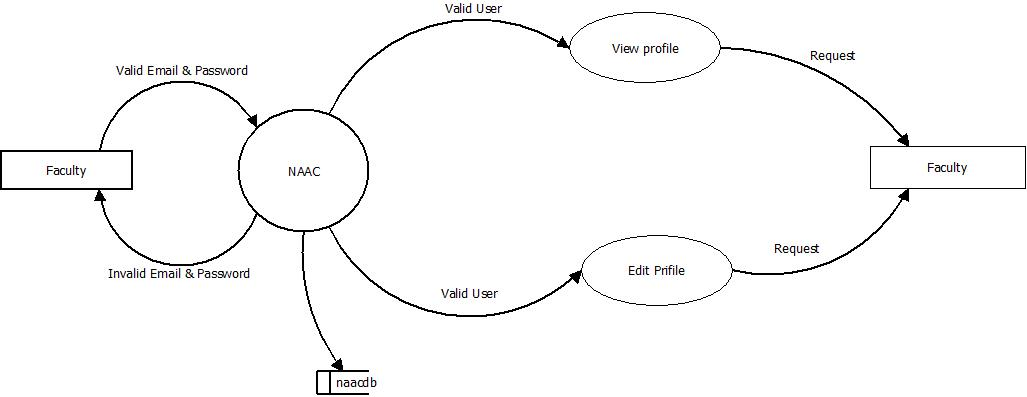 Valid User
View profile
Request
Valid Email & Password
Faculty
NAAC
Faculty
Invalid Email & Password
Request
Edit Prifile
Valid User
naacdb